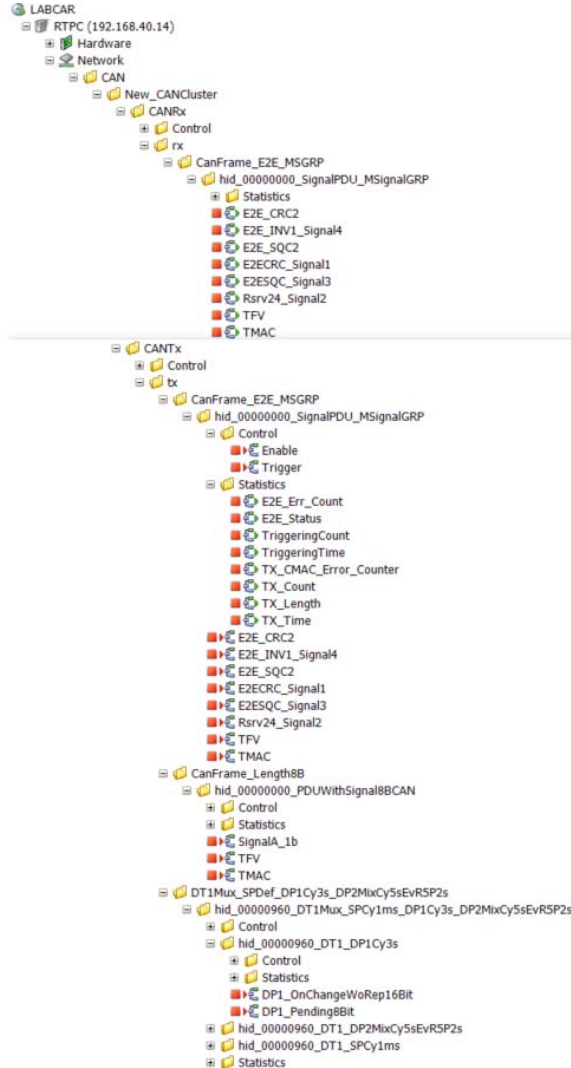 LABCAR
RTPC (192.168.40.14)
Hardware
Network
CAN
New_CANCluster
CANRx
Control
rx
CanFrame_E2E_MSGRP
hid_00000000_SignalPDU_MSignalGRP
Statistics
E2E_CRC2
E2E_INV1_Signal4
E2E_SQC2
E2ECRC_Signal1
E2ESQC_Signal3
Rsrv24_Signal2
TFV
TMAC
CANTx
Control
tx
CanFrame_E2E_MSGRP
hid_00000000_SignalPDU_MSignalGRP
Control
Enable
Trigger
Statistics
E2E_Err_Count
E2E_Status
TriggeringCount
TriggeringTime
TX_CMAC_Error_Counter
TX_Count
TX_Length
TX_Time
E2E_CRC2
E2E_INV1_Signal4
E2E_SQC2
E2ECRC_Signal1
E2ESQC_Signal3
Rsrv24_Signal2
TFV
TMAC
CanFrame_Length8B
hid_00000000_PDUWithSignal8BCAN
Control
Statistics
SignalA_1b
TFV
TMAC
DT1Mux_SPDef_DP1Cy3s_DP2MixCy5sEvR5P2s
hid_00000960_DT1Mux_SPCy1ms_DP1Cy3s_DP2MixCy5sEvR5P2s
Control
hid_00000960_DT1_DP1Cy3s
Control
Statistics
DP1_OnChangeWoRep16Bit
DP1_Pending8Bit
hid_00000960_DT1_DP2MixCy5sEvR5P2s
hid_00000960_DT1_SPCy1ms
Statistics